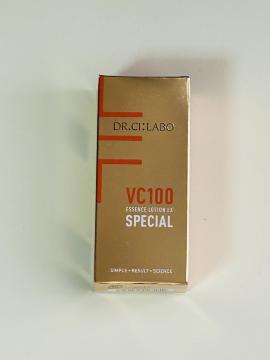 DR.CI:LABO
VC100
ESSENCE LOTION EX
SPECIAL
SIMPLE + RESULT + SCIENCE